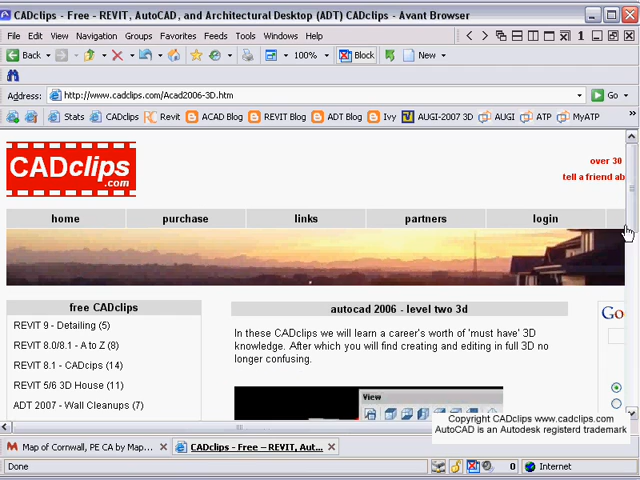 CADclips - Free - REVIT, AutoCAD, and Architectural Desktop (ADT) CADclips - Avant Browser
File Edit View Navigation Groups Favorites Feeds Tools Windows Help
Back 100% Block New
Address: http://www.cadclips.com/Acad2006-3D.htm Go
Stats CADclips Revit ACAD Blog REVIT Blog ADT Blog Ivy AUGI-2007 3D AUGI ATP MyATP
CADclips
.com
over 30
tell a friend ab
home purchase links partners login
free CADclips
REVIT 9 - Detailing (5)
REVIT 8.0/8.1 - A to Z (8)
REVIT 8.1 - CADcips (14)
REVIT 5/6 3D House (11)
ADT 2007 - Wall Cleanups (7)
autocad 2006 - level two 3d
In these CADclips we will learn a career's worth of 'must have' 3D
knowledge. After which you will find creating and editing in full 3D no
longer confusing.
View
Goo
Copyright CADclips www.cadclips.com
AutoCAD is an Autodesk registerd trademark
Map of Cornwall, PE CA by Map... CADclips - Free -- REVIT, Aut...
Done 0 Internet